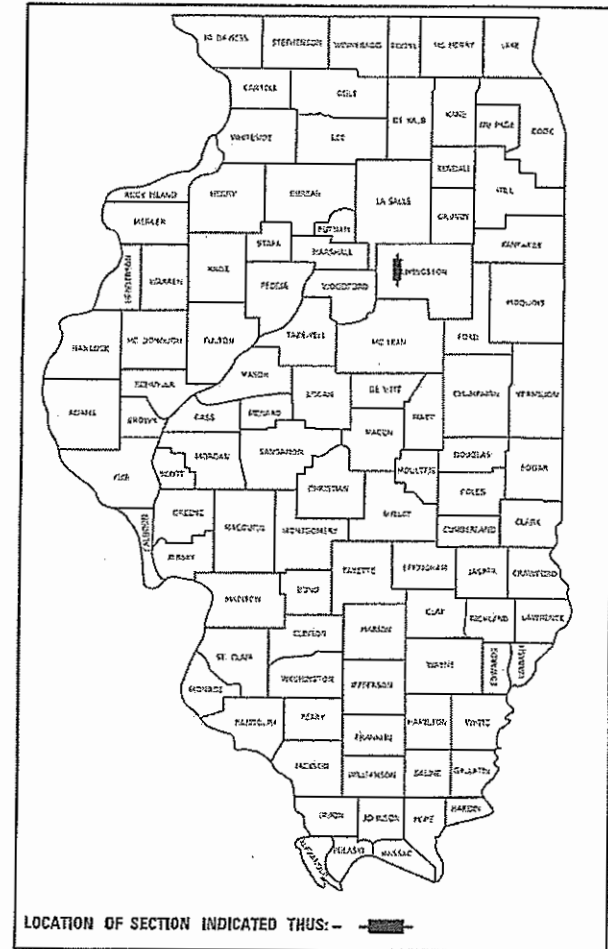 JO DAVIESS
STEPHENSON
WINNEBAGO
BOONE
MC HENRY
LAKE
CARROLL
OGLE
DE KALB
KANE
DU PAGE
COOK
WHITESIDE
LEE
KENDALL
WILL
ROCK ISLAND
HENRY
BUREAU
LA SALLE
GRUNDY
MERCER
PUTNAM
STARK
MARSHALL
KANKAKEE
HENDERSON
WARREN
KNOX
PEORIA
WOODFORD
LIVINGSTON
IROQUOIS
HANCOCK
MC DONOUGH
FULTON
TAZEWELL
MC LEAN
FORD
SCHUYLER
MASON
LOGAN
DE WITT
CHAMPAIGN
VERMILION
ADAMS
BROWN
CASS
MENARD
MACON
PIATT
PIKE
SCOTT
MORGAN
SANGAMON
CHRISTIAN
MOULTRIE
DOUGLAS
EDGAR
COLES
CALHOUN
GREENE
MACOUPIN
MONTGOMERY
SHELBY
CUMBERLAND
CLARK
JERSEY
FAYETTE
EFFINGHAM
JASPER
CRAWFORD
MADISON
BOND
CLAY
RICHLAND
LAWRENCE
CLINTON
MARION
ST. CLAIR
WAYNE
EDWARDS
WABASH
MONROE
WASHINGTON
JEFFERSON
RANDOLPH
PERRY
HAMILTON
WHITE
FRANKLIN
JACKSON
WILLIAMSON
SALINE
GALLATIN
UNION
JOHNSON
POPE
HARDIN
ALEXANDER
PULASKI
MASSAC
LOCATION OF SECTION INDICATED THUS: -